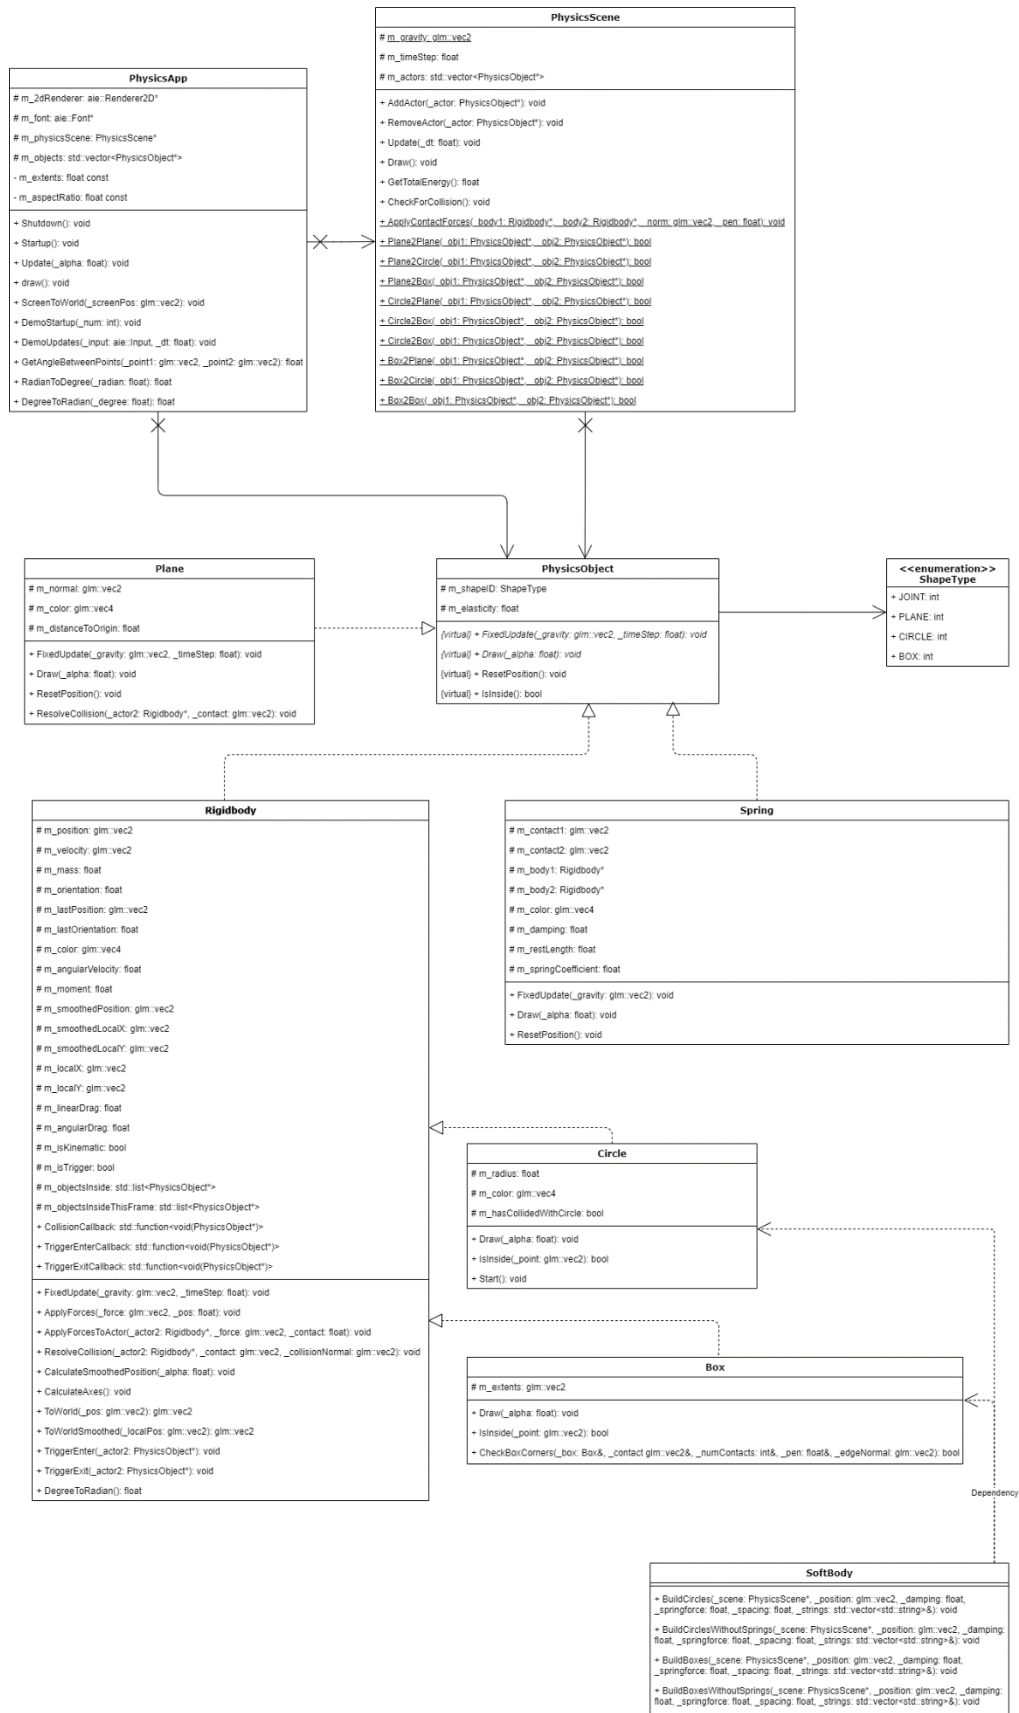 PhysicsScene
# m_gravity: glm::vec2
# m_timeStep: float
# m_actors: std::vector<PhysicsObject*>
+ AddActor(_actor: PhysicsObject*): void
+ RemoveActor(_actor: PhysicsObject*): void
+ Update(_dt: float): void
+ Draw(): void
+ GetTotalEnergy(): float
+ CheckForCollision(): void
+ ApplyContactForces(_body1: Rigidbody*, _body2: Rigidbody*, _norm: glm::vec2, _pen: float): void
+ Plane2Plane(_obj1: PhysicsObject*, _obj2: PhysicsObject*): bool
+ Plane2Circle(_obj1: PhysicsObject*, _obj2: PhysicsObject*): bool
+ Plane2Box(_obj1: PhysicsObject*, _obj2: PhysicsObject*): bool
+ Circle2Plane(_obj1: PhysicsObject*, _obj2: PhysicsObject*): bool
+ Circle2Box(_obj1: PhysicsObject*, _obj2: PhysicsObject*): bool
+ Circle2Box(_obj1: PhysicsObject*, _obj2: PhysicsObject*): bool
+ Box2Plane(_obj1: PhysicsObject*, _obj2: PhysicsObject*): bool
+ Box2Circle(_obj1: PhysicsObject*, _obj2: PhysicsObject*): bool
+ Box2Box(_obj1: PhysicsObject*, _obj2: PhysicsObject*): bool
PhysicsApp
# m_2dRenderer: aie::Renderer2D*
# m_font: aie::Font*
# m_physicsScene: PhysicsScene*
# m_objects: std::vector<PhysicsObject*>
- m_extents: float const
- m_aspectRatio: float const
+ Shutdown(): void
+ Startup(): void
+ Update(_alpha: float): void
+ draw(): void
+ ScreenToWorld(_screenPos: glm::vec2): void
+ DemoStartup(_num: int): void
+ DemoUpdates(_input: aie::Input, _dt: float): void
+ GetAngleBetweenPoints(_point1: glm::vec2, _point2: glm::vec2): float
+ RadianToDegree(_radian: float): float
+ DegreeToRadian(_degree: float): float
Plane
# m_normal: glm::vec2
# m_color: glm::vec4
# m_distanceToOrigin: float
+ FixedUpdate(_gravity: glm::vec2, _timeStep: float): void
+ Draw(_alpha: float): void
+ ResetPosition(): void
+ ResolveCollision(_actor2: Rigidbody*, _contact: glm::vec2): void
PhysicsObject
# m_shapeID: ShapeType
# m_elasticity: float
{virtual} + FixedUpdate(_gravity: glm::vec2, _timeStep: float): void
{virtual} + Draw(_alpha: float): void
{virtual} + ResetPosition(): void
{virtual} + IsInside(): bool
<<enumeration>>
ShapeType
+ JOINT: int
+ PLANE: int
+ CIRCLE: int
+ BOX: int
Rigidbody
# m_position: glm::vec2
# m_velocity: glm::vec2
# m_mass: float
# m_orientation: float
# m_lastPosition: glm::vec2
# m_lastOrientation: float
# m_color: glm::vec4
# m_angularVelocity: float
# m_moment: float
# m_smoothedPosition: glm::vec2
# m_smoothedLocalX: glm::vec2
# m_smoothedLocalY: glm::vec2
# m_localX: glm::vec2
# m_localY: glm::vec2
# m_linearDrag: float
# m_angularDrag: float
# m_isKinematic: bool
# m_isTrigger: bool
# m_objectsInside: std::list<PhysicsObject*>
# m_objectsInsideThisFrame: std::list<PhysicsObject*>
+ CollisionCallback: std::function<void(PhysicsObject*)>
+ TriggerEnterCallback: std::function<void(PhysicsObject*)>
+ TriggerExitCallback: std::function<void(PhysicsObject*)>
+ FixedUpdate(_gravity: glm::vec2, _timeStep: float): void
+ ApplyForces(_force: glm::vec2, _pos: float): void
+ ApplyForcesToActor(_actor2: Rigidbody*, _force: glm::vec2, _contact: float): void
+ ResolveCollision(_actor2: Rigidbody*, _contact: glm::vec2, _collisionNormal: glm::vec2): void
+ CalculateSmoothedPosition(_alpha: float): void
+ CalculateAxes(): void
+ ToWorld(_pos: glm::vec2): glm::vec2
+ ToWorldSmoothed(_localPos: glm::vec2): glm::vec2
+ TriggerEnter(_actor2: PhysicsObject*): void
+ TriggerExit(_actor2: PhysicsObject*): void
+ DegreeToRadian(): float
Spring
# m_contact1: glm::vec2
# m_contact2: glm::vec2
# m_body1: Rigidbody*
# m_body2: Rigidbody*
# m_color: glm::vec4
# m_damping: float
# m_restLength: float
# m_springCoefficient: float
+ FixedUpdate(_gravity: glm::vec2): void
+ Draw(_alpha: float): void
+ ResetPosition(): void
Circle
# m_radius: float
# m_color: glm::vec4
# m_hasCollidedWithCircle: bool
+ Draw(_alpha: float): void
+ IsInside(_point: glm::vec2): bool
+ Start(): void
Box
# m_extents: glm::vec2
+ Draw(_alpha: float): void
+ IsInside(_point: glm::vec2): bool
+ CheckBoxCorners(_box: Box&, _contact glm::vec2&, _numContacts: int&, _pen: float&, _edgeNormal: glm::vec2): bool
Dependency
SoftBody
+ BuildCircles(_scene: PhysicsScene*, _position: glm::vec2, _damping: float,
_springforce: float, _spacing: float, _strings: std::vector<std::string>&): void
+ BuildCirclesWithoutSprings(_scene: PhysicsScene*, _position: glm::vec2, _damping:
float, _springforce: float, _spacing: float, _strings: std::vector<std::string>&): void
+ BuildBoxes(_scene: PhysicsScene*, _position: glm::vec2, _damping: float,
_springforce: float, _spacing: float, _strings: std::vector<std::string>&): void
+ BuildBoxesWithoutSprings(_scene: PhysicsScene*, _position: glm::vec2, _damping:
float, _springforce: float, _spacing: float, _strings: std::vector<std::string>&): void